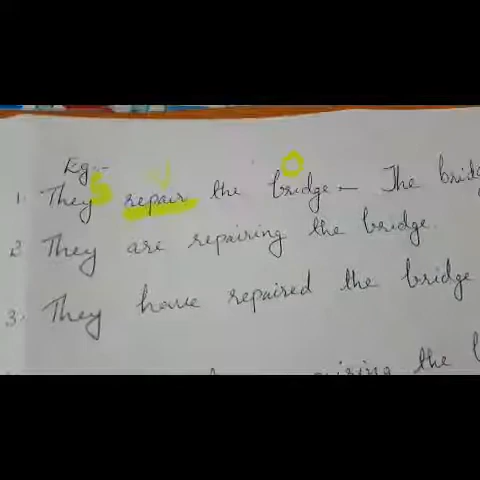 Eg:-
S V O
1. They repair the bridge - The
2. They are repairing the bridge.
3. They have repaired the bridge
the